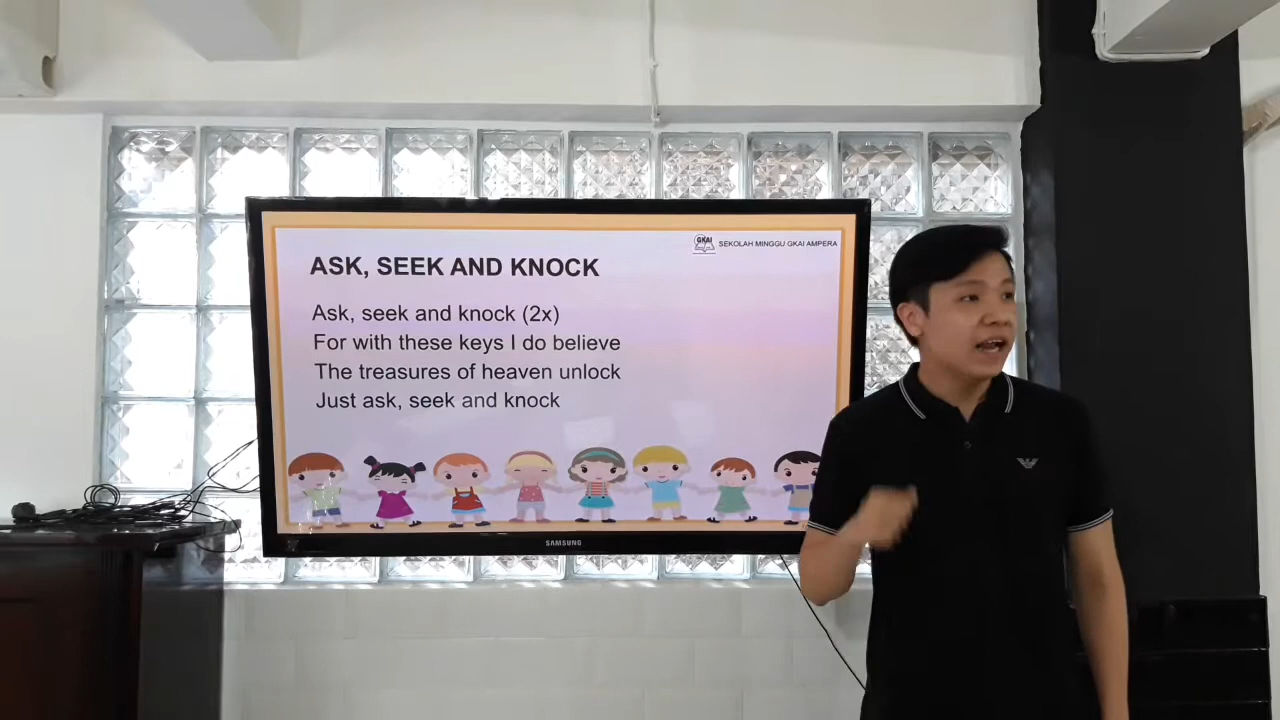 GKAI
SEKOLAH MINGGU GKAI AMPERA
ASK, SEEK AND KNOCK
Ask, seek and knock (2x)
For with these keys I do believe
The treasures of heaven unlock
Just ask, seek and knock
SAMSUNG